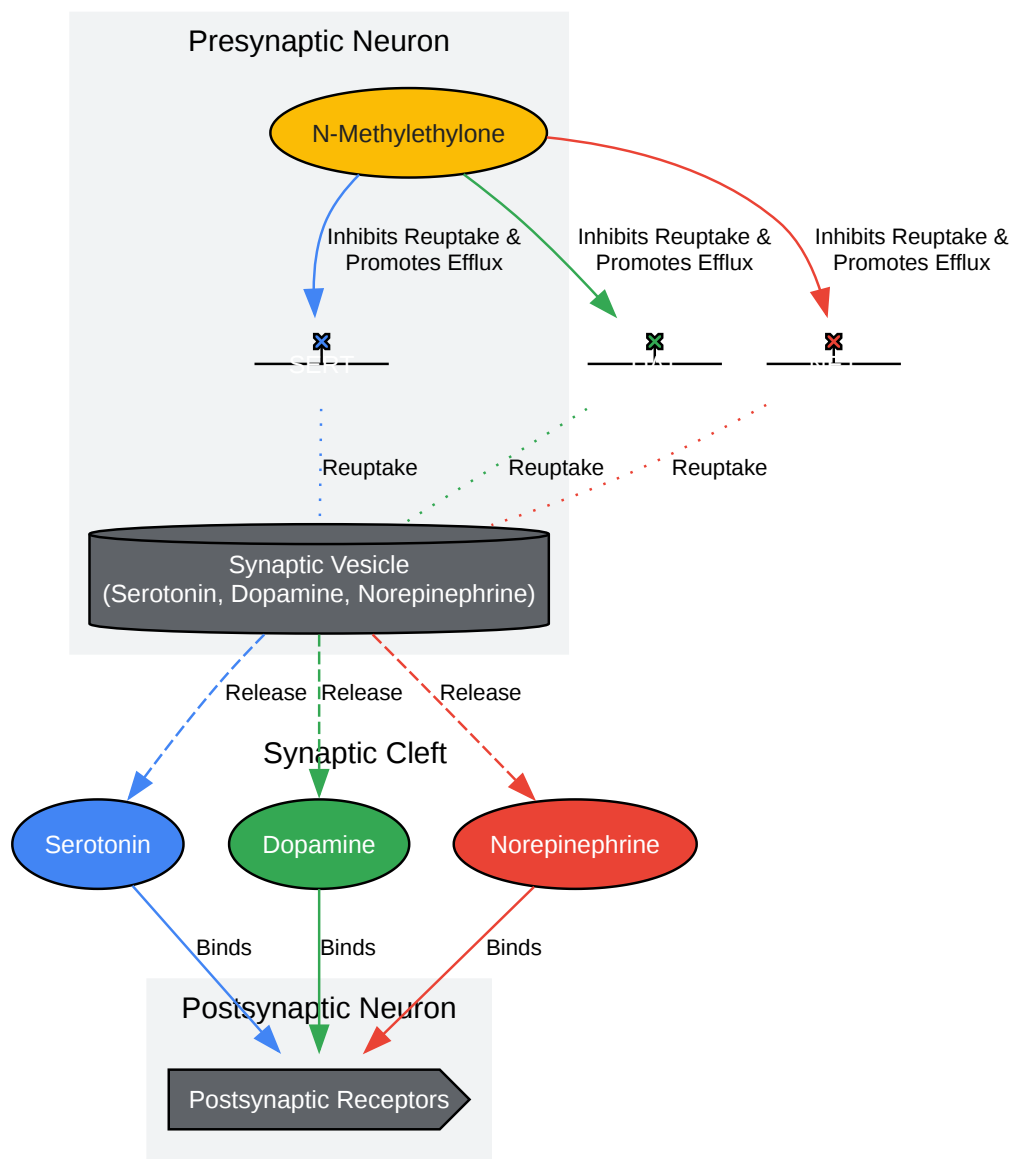 Presynaptic Neuron
N-Methylethylone
Inhibits Reuptake &
Promotes Efflux
Inhibits Reuptake &
Promotes Efflux
Inhibits Reuptake &
Promotes Efflux
SERT
Reuptake
Reuptake
Reuptake
Synaptic Vesicle
(Serotonin, Dopamine, Norepinephrine)
Release
Release
Release
Synaptic Cleft
Serotonin
Dopamine
Norepinephrine
Binds
Binds
Binds
Postsynaptic Neuron
Postsynaptic Receptors